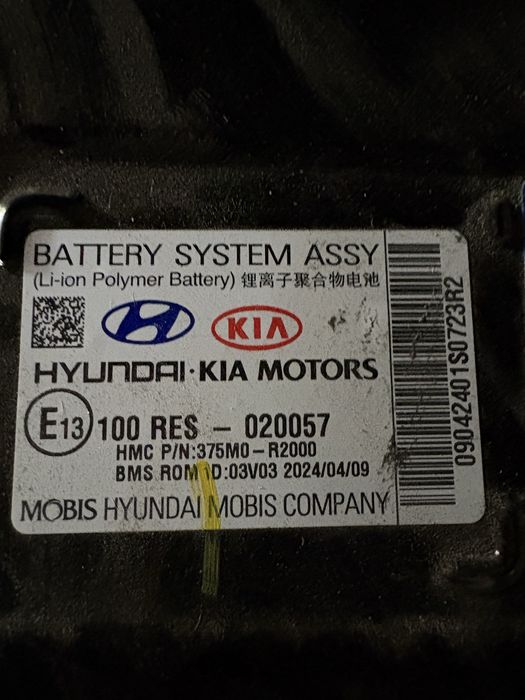 BATTERY SYSTEM ASSY
(Li-ion Polymer Battery) 锂离子聚合物电池
KIA
HYUNDAI·KIA MOTORS
E13 100 RES - 020057
HMC P/N:375M0-R2000
BMS ROM ID:03V03 2024/04/09
MOBIS HYUNDAI MOBIS COMPANY
09042401S0723R2